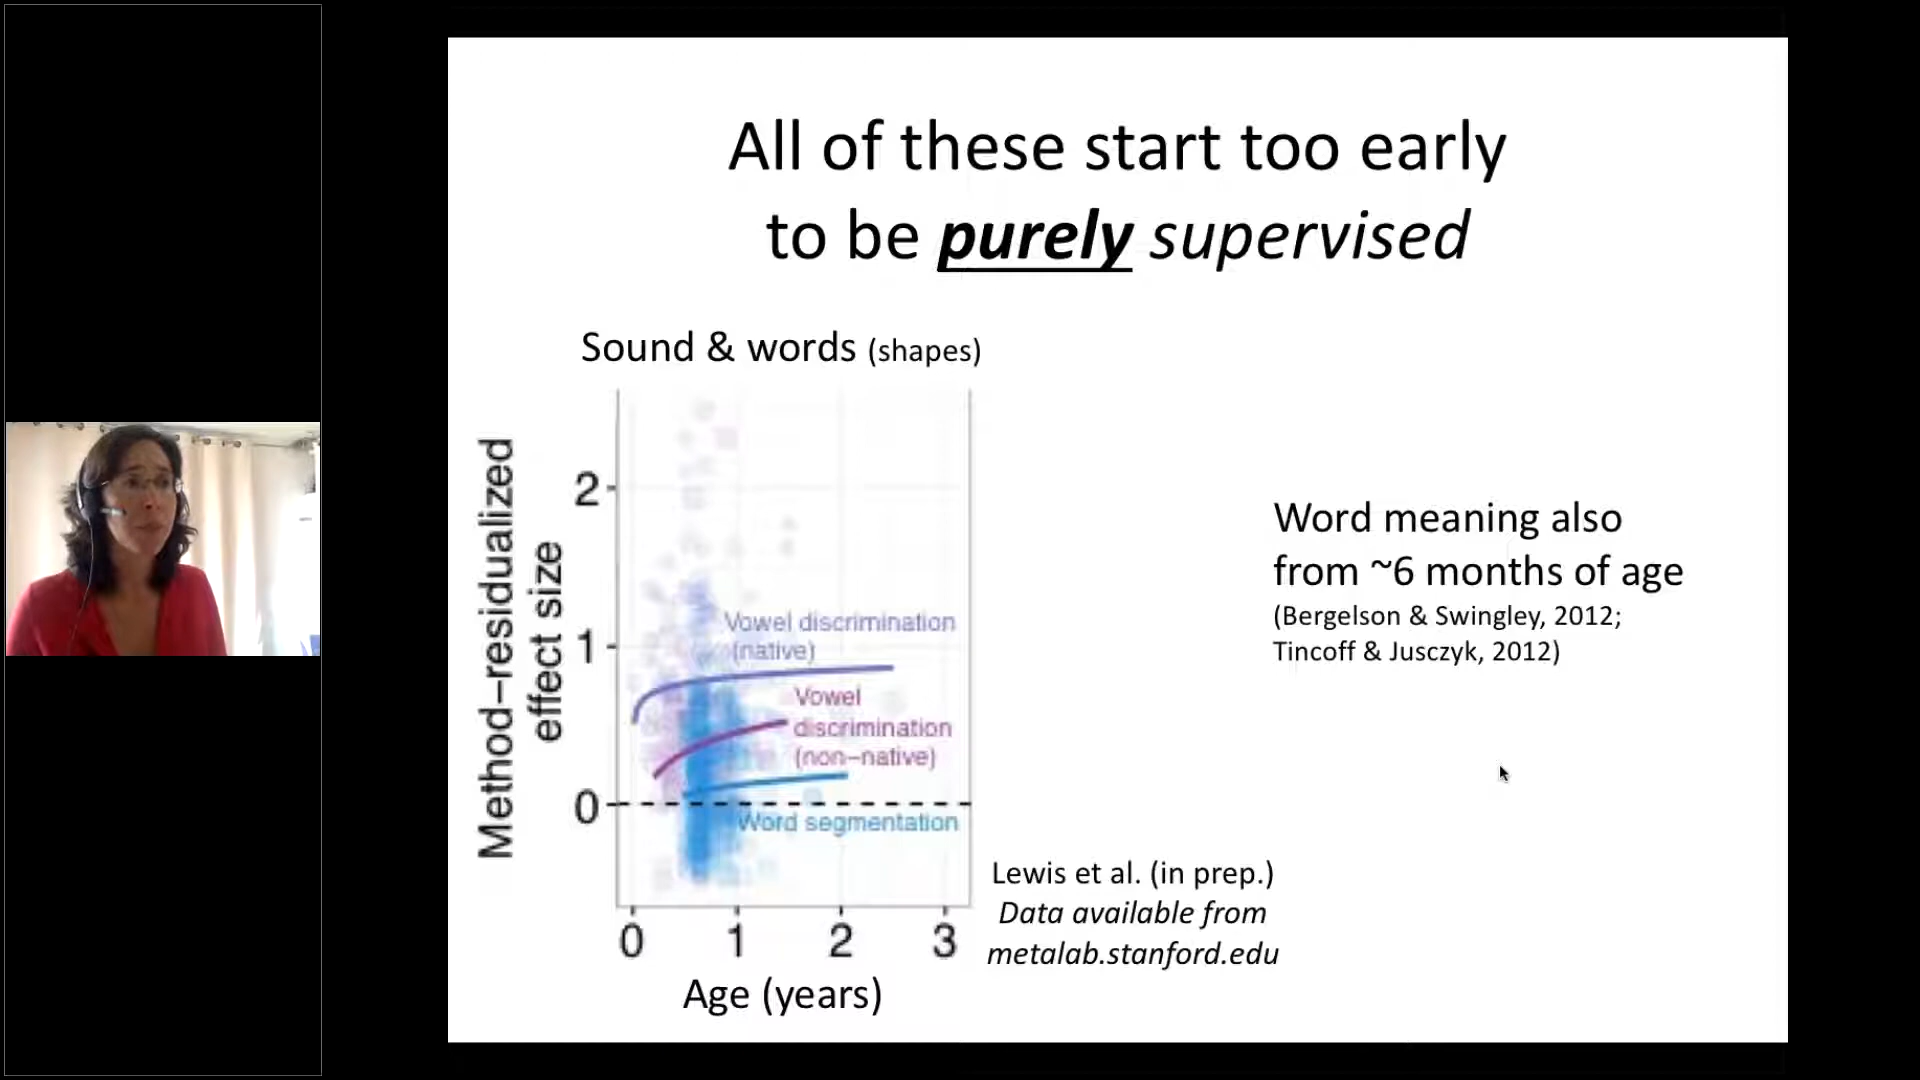 All of these start too early
to be purely supervised
Sound & words (shapes)
Method–residualized
effect size
2
1
0
Vowel discrimination
(native)
Vowel
discrimination
(non–native)
Word segmentation
0 1 2 3
Age (years)
Lewis et al. (in prep.)
Data available from
metalab.stanford.edu
Word meaning also
from ~6 months of age
(Bergelson & Swingley, 2012;
Tincoff & Jusczyk, 2012)